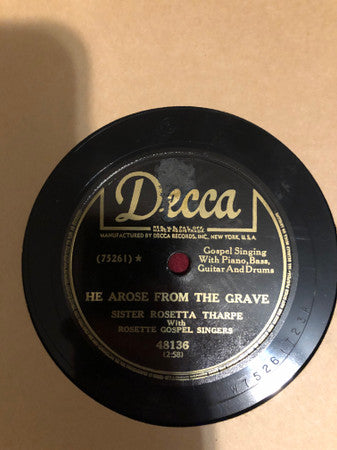 Decca
MANUFACTURED BY DECCA RECORDS, INC., NEW YORK, U.S.A.
(75261) ★
Gospel Singing
With Piano, Bass,
Guitar And Drums
HE AROSE FROM THE GRAVE
SISTER ROSETTA THARPE
With
ROSETTE GOSPEL SINGERS
48136
(2:58)